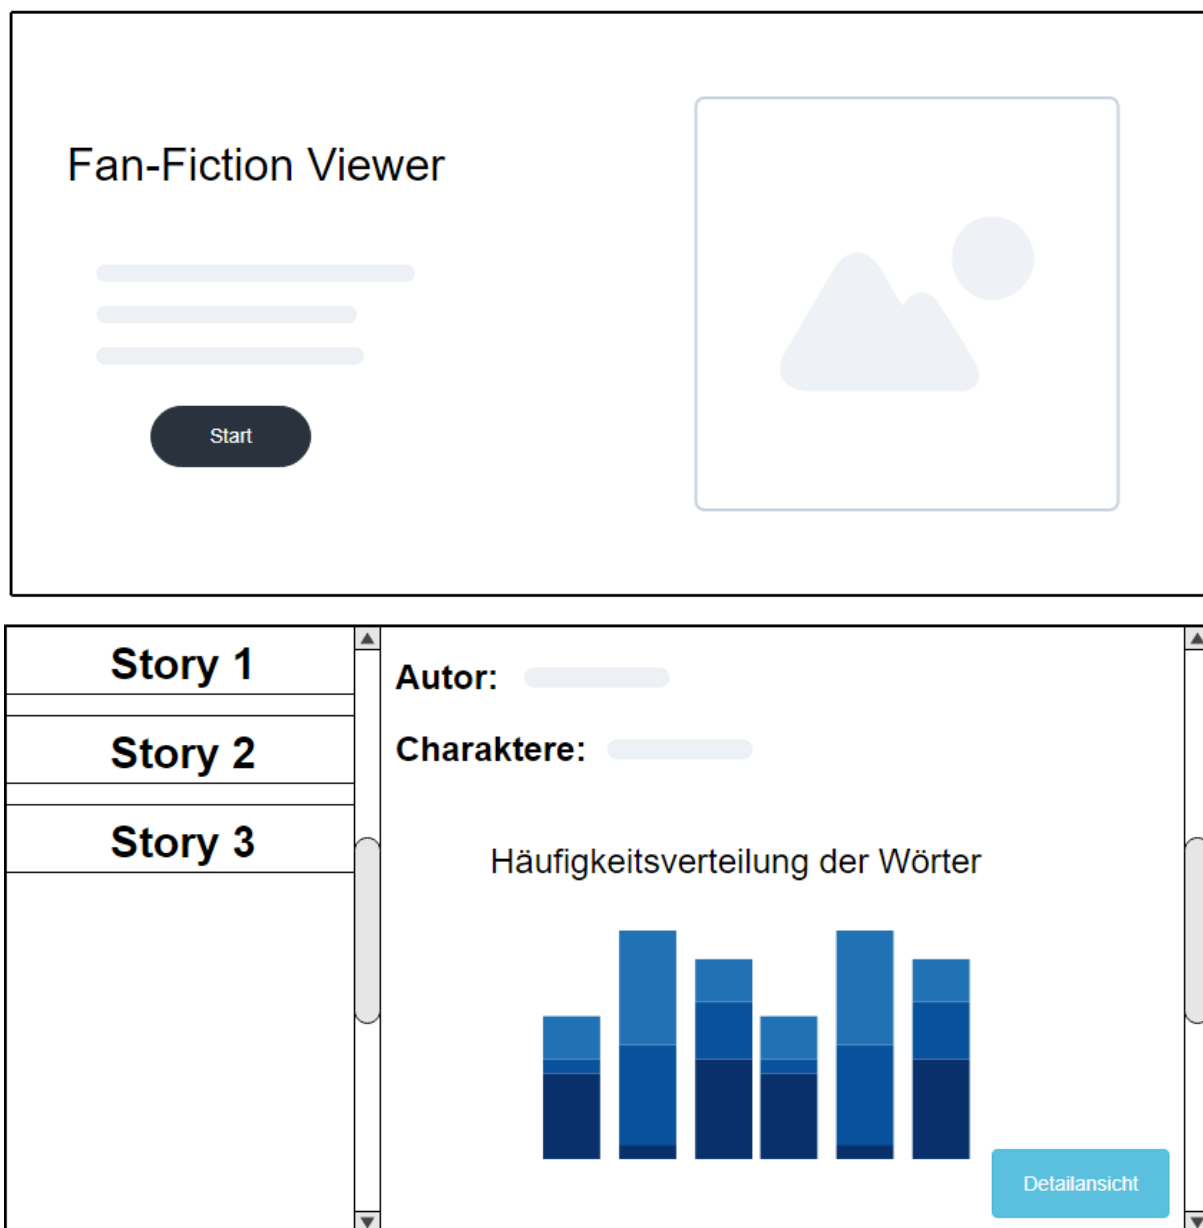 Fan-Fiction Viewer
Start
Story 1
Story 2
Story 3
Autor:
Charaktere:
Häufigkeitsverteilung der Wörter
Detailansicht